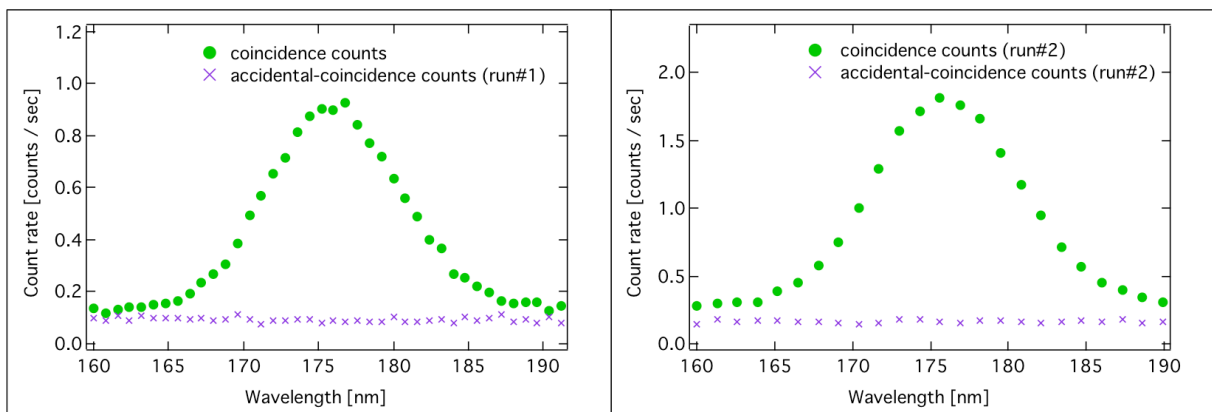 1.2
1.0
0.8
0.6
0.4
0.2
0.0
Count rate [counts / sec]
coincidence counts
accidental-coincidence counts (run#1)
160 165 170 175 180 185 190
Wavelength [nm]
2.0
1.5
1.0
0.5
0.0
Count rate [counts / sec]
coincidence counts (run#2)
accidental-coincidence counts (run#2)
160 165 170 175 180 185 190
Wavelength [nm]